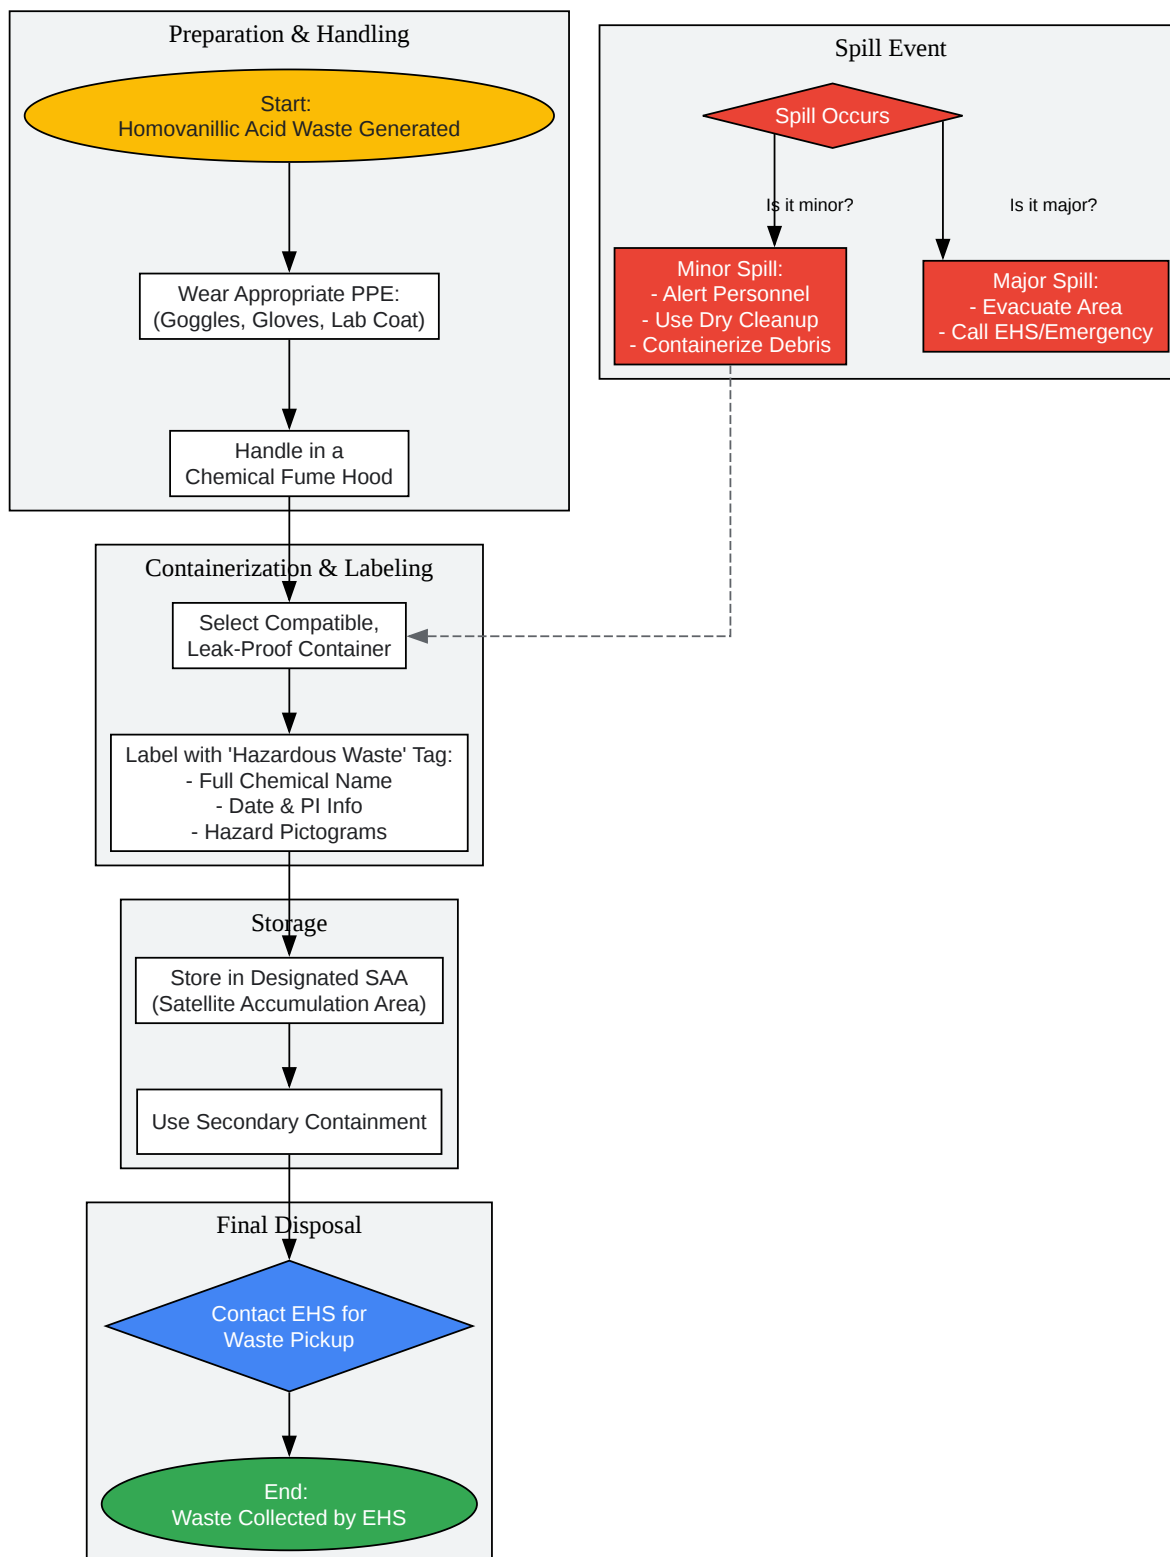 Preparation & Handling
Start:
Homovanillic Acid Waste Generated
Wear Appropriate PPE:
(Goggles, Gloves, Lab Coat)
Handle in a
Chemical Fume Hood
Spill Event
Spill Occurs
Is it minor?
Is it major?
Minor Spill:
- Alert Personnel
- Use Dry Cleanup
- Containerize Debris
Major Spill:
- Evacuate Area
- Call EHS/Emergency
Containerization & Labeling
Select Compatible,
Leak-Proof Container
Label with 'Hazardous Waste' Tag:
- Full Chemical Name
- Date & PI Info
- Hazard Pictograms
Storage
Store in Designated SAA
(Satellite Accumulation Area)
Use Secondary Containment
Final Disposal
Contact EHS for
Waste Pickup
End:
Waste Collected by EHS